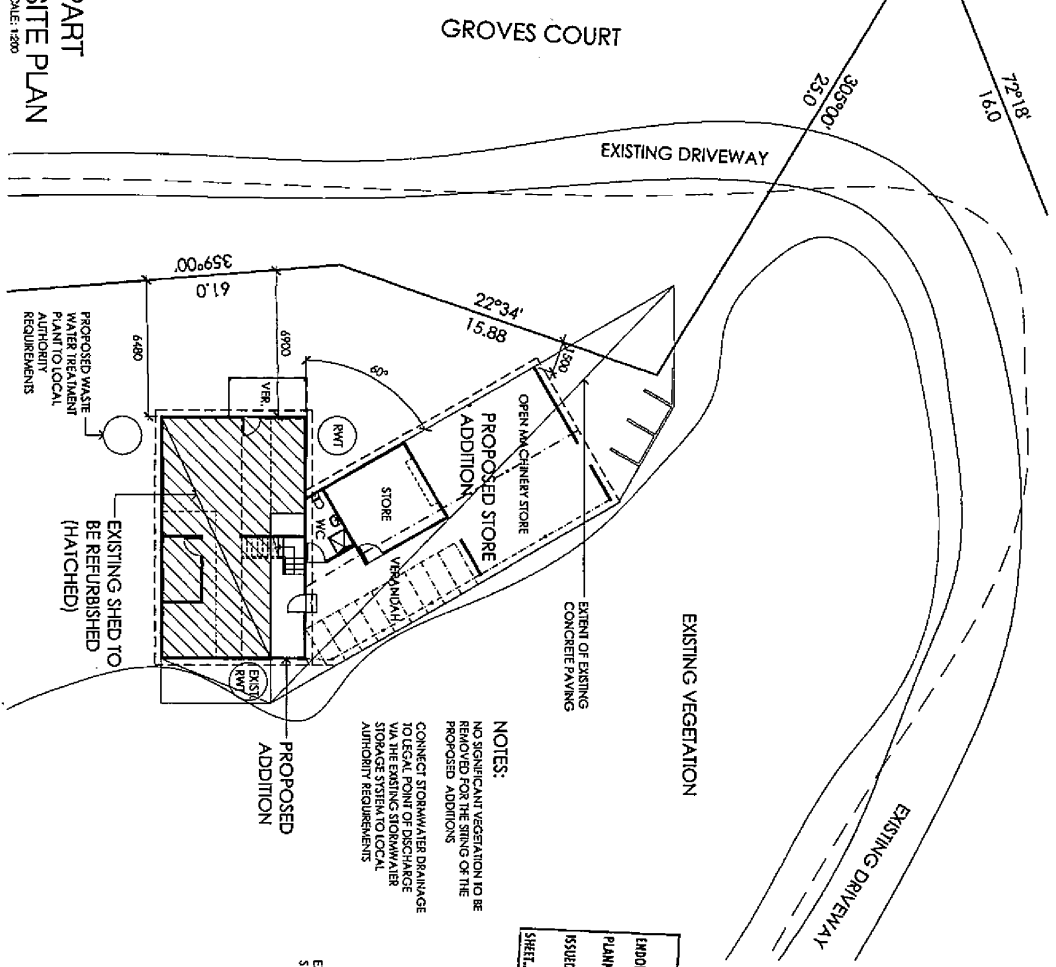 GROVES COURT
72°18'
16.0
305°00'
25.0
EXISTING DRIVEWAY
PART
SITE PLAN
SCALE: 1:200
359°00'
61.0
22°34'
15.88
6480
6900
1500
60°
PROPOSED WASTE
WATER TREATMENT
PLANT TO LOCAL
AUTHORITY
REQUIREMENTS
VER.
RWT
OPEN MACHINERY STORE
PROPOSED STORE
ADDITION
STORE
WC
VERANDAH
EXISTING SHED TO
BE REFURBISHED
(HATCHED)
EXIST.
RWT
EXTENT OF EXISTING
CONCRETE PAVING
EXISTING VEGETATION
PROPOSED
ADDITION
NOTES:
NO SIGNIFICANT VEGETATION TO BE
REMOVED FOR THE SITING OF THE
PROPOSED ADDITIONS
CONNECT STORMWATER DRAINAGE
TO LEGAL POINT OF DISCHARGE
VIA THE EXISTING STORMWATER
STORAGE SYSTEM TO LOCAL
AUTHORITY REQUIREMENTS
EXISTING DRIVEWAY
ISSUED
SHEET